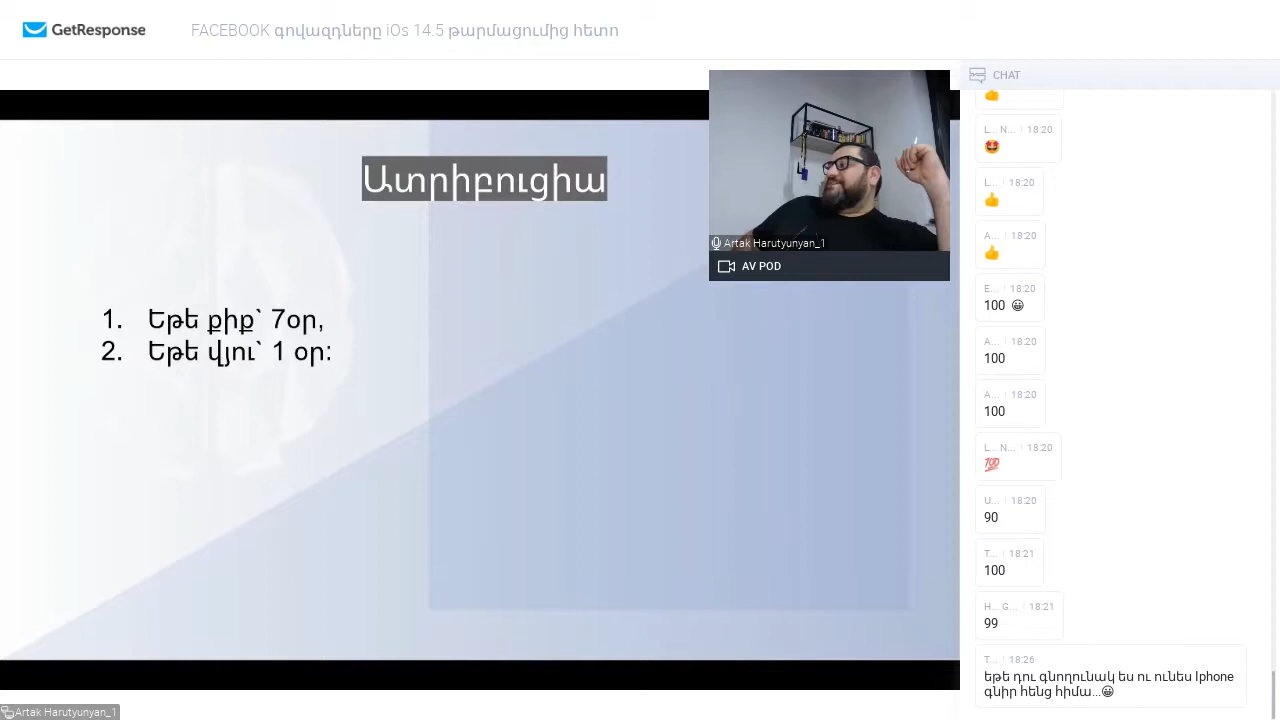 GetResponse
FACEBOOK գովազդները iOs 14.5 թարմացումից հետո
CHAT
Ատրիբուցիա
1. Եթե քիք՝ 7օր,
2. Եթե վյու՝ 1 օր:
Artak Harutyunyan_1
AV POD
L... N... 18:20
🤩
L... 18:20
👍
A... 18:20
👍
E... 18:20
100 😀
A... 18:20
100
A... 18:20
100
L... N... 18:20
💯
U... 18:20
90
T... 18:21
100
H... G... 18:21
99
T... 18:26
եթե դու գնողունակ ես ու ունես Iphone
գնիր հենց հիմա...😀
Artak Harutyunyan_1